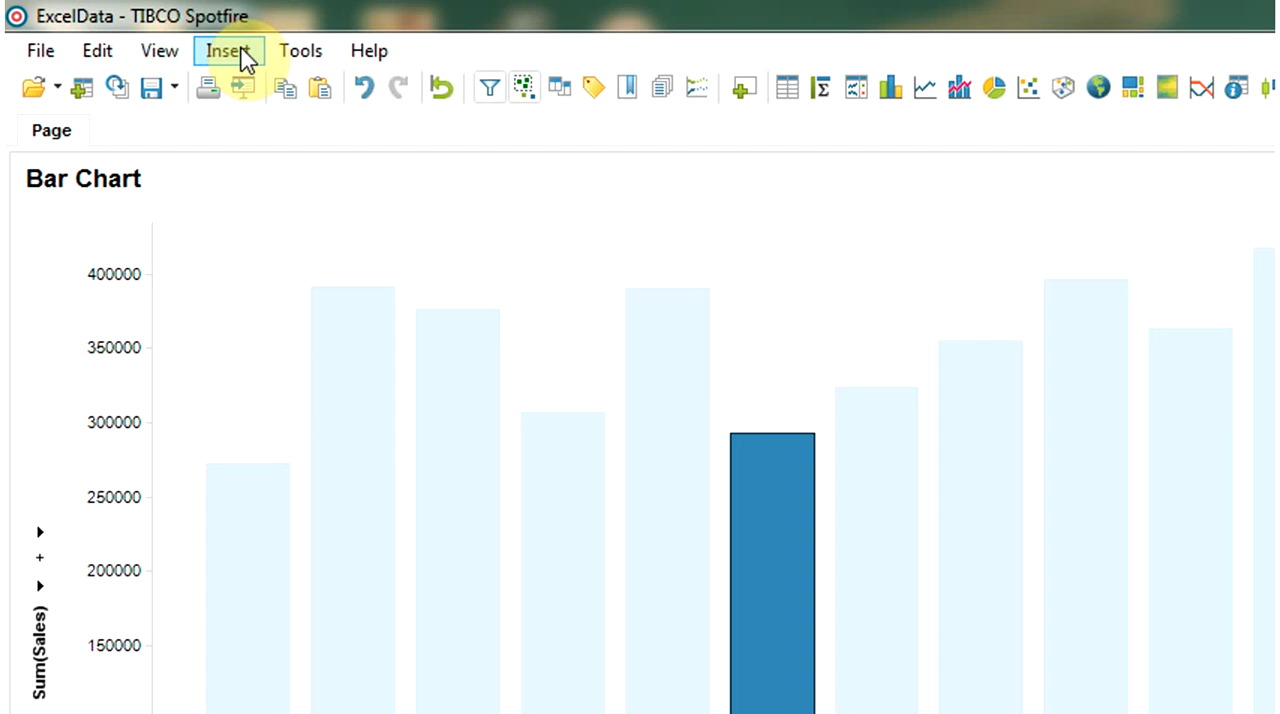 ExcelData - TIBCO Spotfire
File Edit View Insert Tools Help
Page
Bar Chart
400000
350000
300000
250000
200000
150000
+
Sum(Sales)